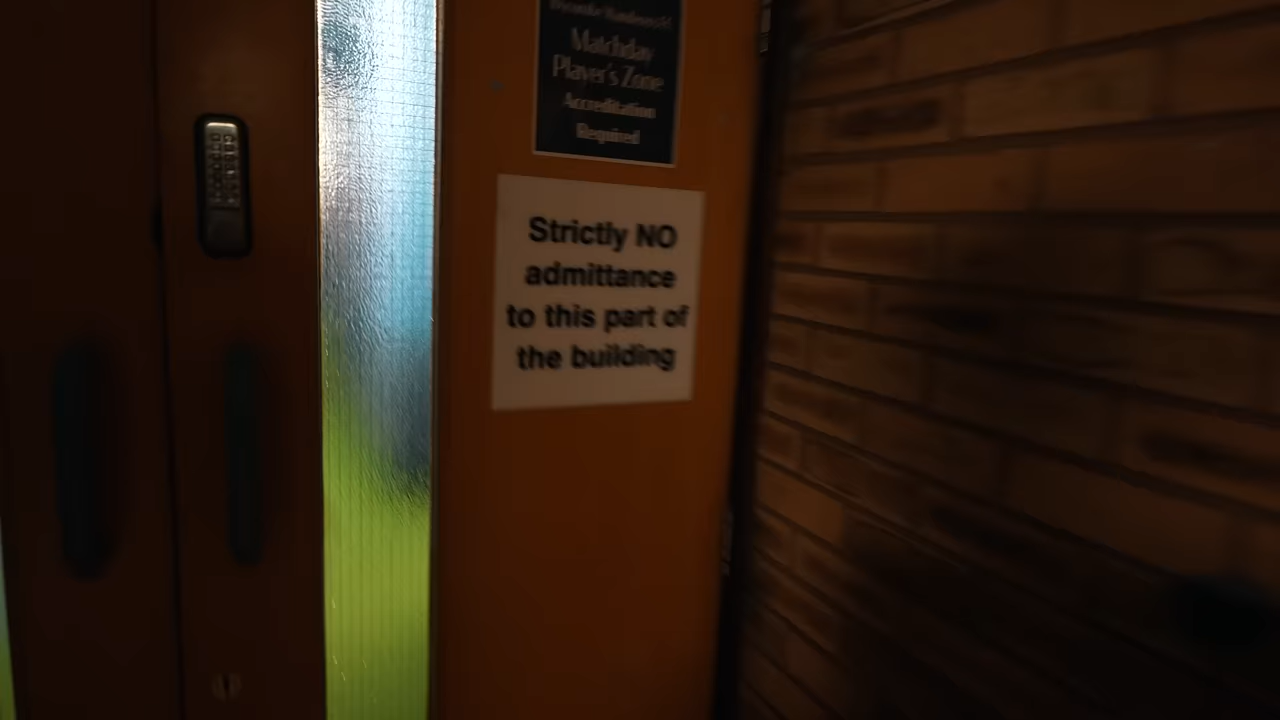 Matchday
Player's Zone
Accreditation
Required
Strictly NO
admittance
to this part of
the building